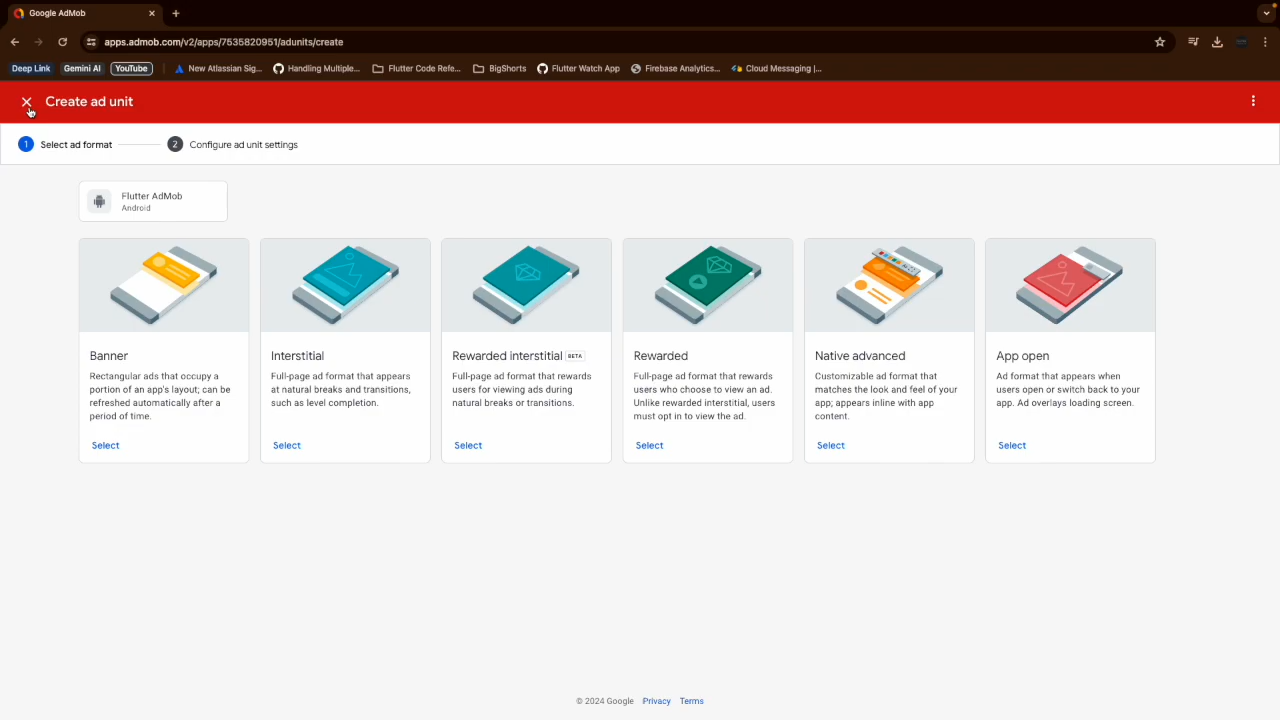 Google AdMob
apps.admob.com/v2/apps/7535820951/adunits/create
Deep Link
Gemini AI
YouTube
New Atlassian Sig...
Handling Multiple...
Flutter Code Refe...
BigShorts
Flutter Watch App
Firebase Analytics...
Cloud Messaging |...
Create ad unit
1 Select ad format
2 Configure ad unit settings
Flutter AdMob
Android
Banner
Rectangular ads that occupy a
portion of an app's layout; can be
refreshed automatically after a
period of time.
Select
Interstitial
Full-page ad format that appears
at natural breaks and transitions,
such as level completion.
Select
Rewarded interstitial BETA
Full-page ad format that rewards
users for viewing ads during
natural breaks or transitions.
Select
Rewarded
Full-page ad format that rewards
users who choose to view an ad.
Unlike rewarded interstitial, users
must opt in to view the ad.
Select
Native advanced
Customizable ad format that
matches the look and feel of your
app; appears inline with app
content.
Select
App open
Ad format that appears when
users open or switch back to your
app. Ad overlays loading screen.
Select
© 2024 Google Privacy Terms